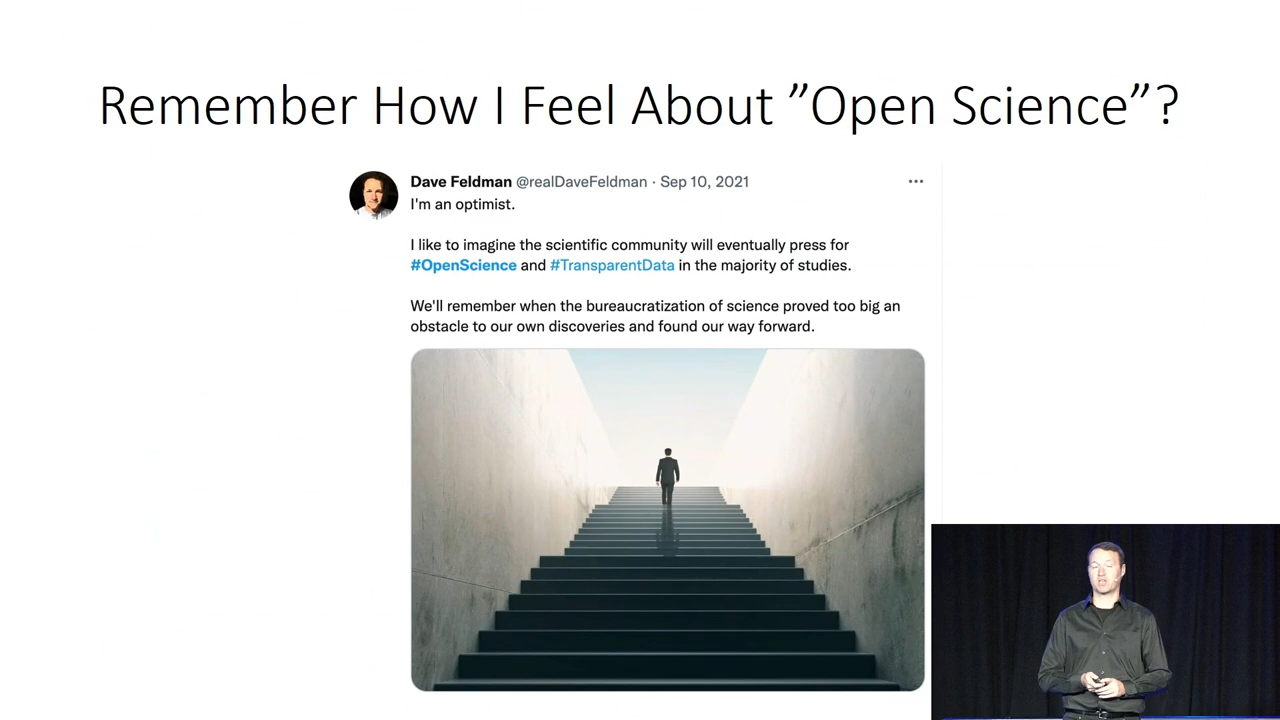 Remember How I Feel About ”Open Science”?
Dave Feldman @realDaveFeldman · Sep 10, 2021
I'm an optimist.
I like to imagine the scientific community will eventually press for
#OpenScience and #TransparentData in the majority of studies.
We'll remember when the bureaucratization of science proved too big an
obstacle to our own discoveries and found our way forward.